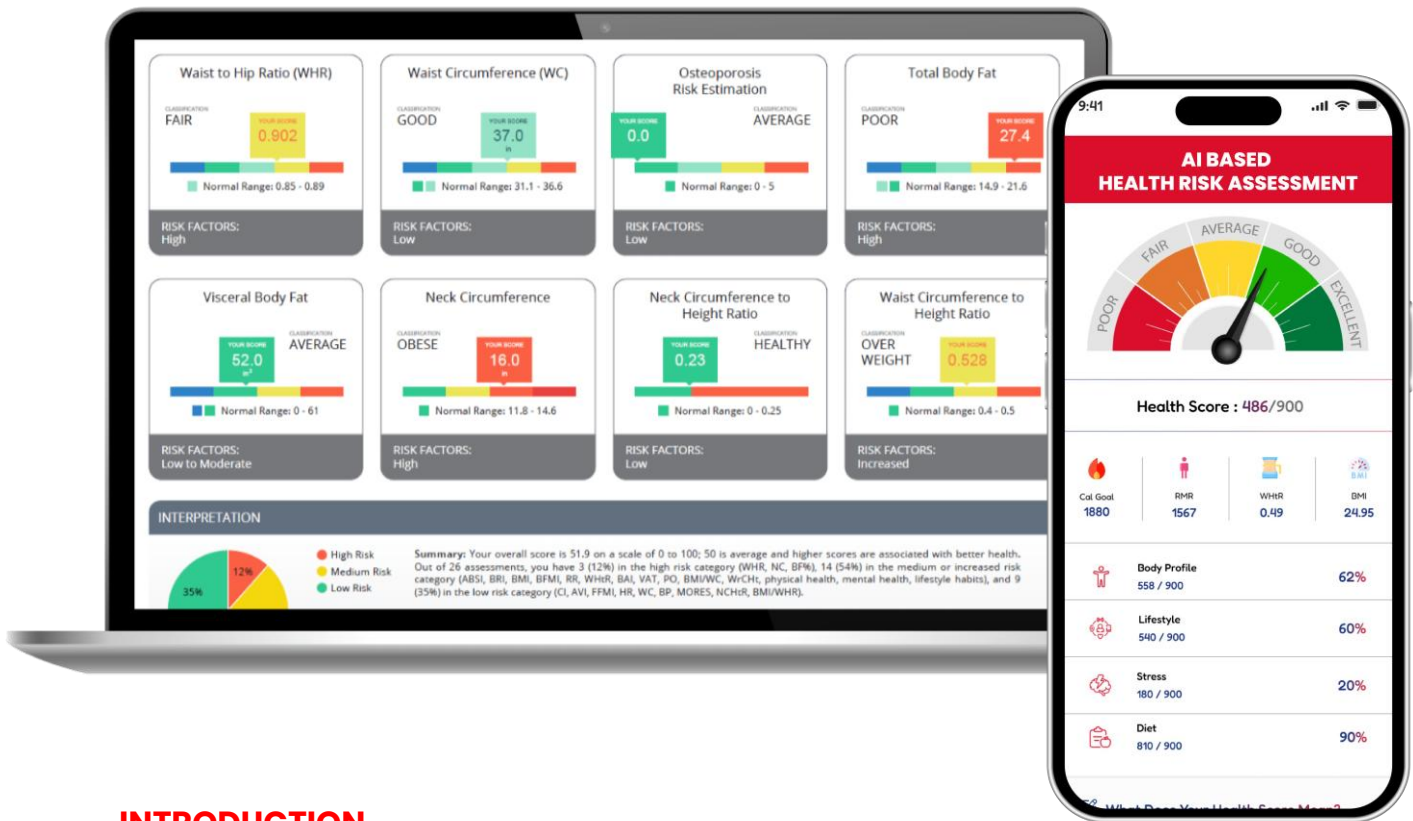 Waist to Hip Ratio (WHR)
CLASSIFICATION
FAIR
YOUR SCORE
0.902
Normal Range: 0.85 - 0.89
RISK FACTORS:
High
Waist Circumference (WC)
CLASSIFICATION
GOOD
YOUR SCORE
37.0
in
Normal Range: 31.1 - 36.6
RISK FACTORS:
Low
Osteoporosis
Risk Estimation
YOUR SCORE
0.0
CLASSIFICATION
AVERAGE
Normal Range: 0 - 5
RISK FACTORS:
Low
Total Body Fat
CLASSIFICATION
POOR
YOUR SCORE
27.4
Normal Range: 14.9 - 21.6
RISK FACTORS:
High
Visceral Body Fat
YOUR SCORE
52.0
in²
CLASSIFICATION
AVERAGE
Normal Range: 0 - 61
RISK FACTORS:
Low to Moderate
Neck Circumference
CLASSIFICATION
OBESE
YOUR SCORE
16.0
in
Normal Range: 11.8 - 14.6
RISK FACTORS:
High
Neck Circumference to
Height Ratio
YOUR SCORE
0.23
CLASSIFICATION
HEALTHY
Normal Range: 0 - 0.25
RISK FACTORS:
Low
Waist Circumference to
Height Ratio
CLASSIFICATION
OVER
WEIGHT
YOUR SCORE
0.528
Normal Range: 0.4 - 0.5
RISK FACTORS:
Increased
INTERPRETATION
35%
12%
High Risk
Medium Risk
Low Risk
Summary: Your overall score is 51.9 on a scale of 0 to 100; 50 is average and higher scores are associated with better health.
Out of 26 assessments, you have 3 (12%) in the high risk category (WHR, NC, BF%), 14 (54%) in the medium or increased risk
category (ABSI, BRI, BMI, BFMI, RR, WHtR, BAI, VAT, PO, BMI/WC, WrCHt, physical health, mental health, lifestyle habits), and 9
(35%) in the low risk category (CI, AVI, FFMI, HR, WC, BP, MORES, NCHtR, BMI/WHR).
9:41
AI BASED
HEALTH RISK ASSESSMENT
POOR
FAIR
AVERAGE
GOOD
EXCELLENT
Health Score : 486/900
Cal Goal
1880
RMR
1567
WHtR
0.49
BMI
BMI
24.95
Body Profile
558 / 900
62%
Lifestyle
540 / 900
60%
Stress
180 / 900
20%
Diet
810 / 900
90%
What Does Your Health Score Mean?
INTRODUCTION